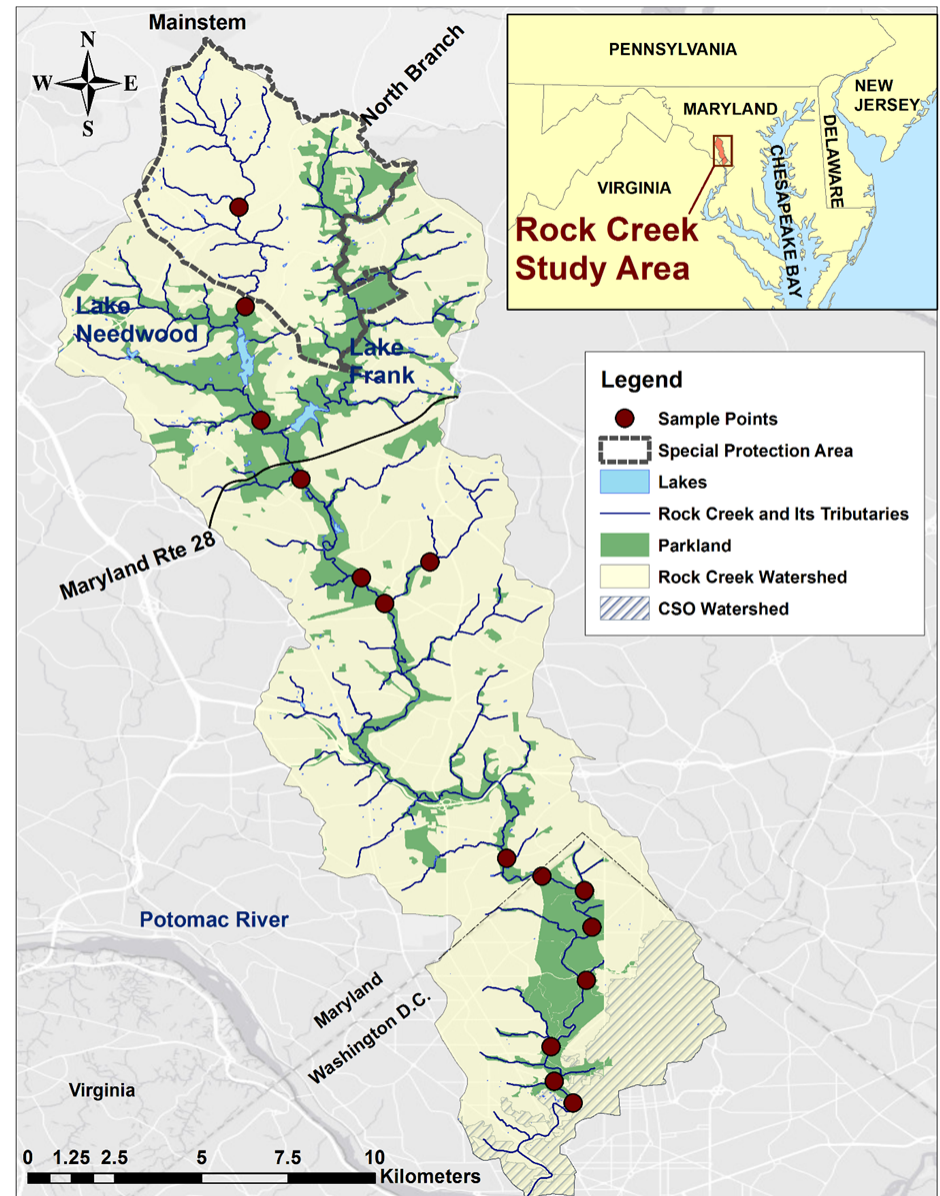 Mainstem
North Branch
N
W
E
S
PENNSYLVANIA
NEW
JERSEY
MARYLAND
DELAWARE
CHESAPEAKE BAY
VIRGINIA
Rock Creek
Study Area
Lake
Needwood
Lake
Frank
Maryland Rte 28
Legend
Sample Points
Special Protection Area
Lakes
Rock Creek and Its Tributaries
Parkland
Rock Creek Watershed
CSO Watershed
Potomac River
Maryland
Washington D.C.
Virginia
0 1.25 2.5 5 7.5 10
Kilometers